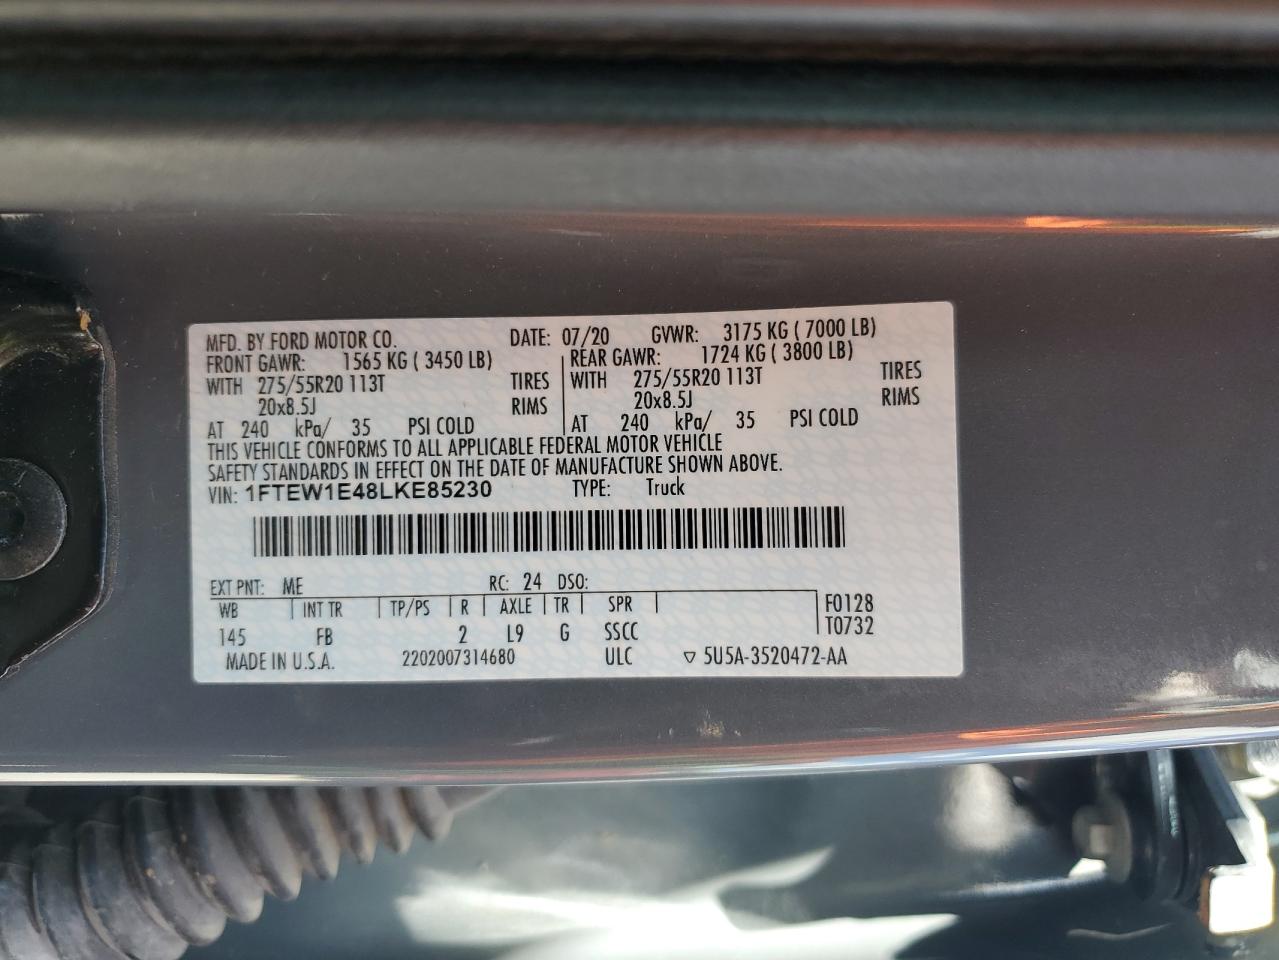 MFD. BY FORD MOTOR CO. DATE: 07/20 GVWR: 3175 KG ( 7000 LB)
FRONT GAWR: 1565 KG ( 3450 LB) REAR GAWR: 1724 KG ( 3800 LB)
WITH 275/55R20 113T TIRES WITH 275/55R20 113T TIRES
20x8.5J RIMS 20x8.5J RIMS
AT 240 kPa/ 35 PSI COLD AT 240 kPa/ 35 PSI COLD
THIS VEHICLE CONFORMS TO ALL APPLICABLE FEDERAL MOTOR VEHICLE
SAFETY STANDARDS IN EFFECT ON THE DATE OF MANUFACTURE SHOWN ABOVE.
VIN: 1FTEW1E48LKE85230 TYPE: Truck
EXT PNT: ME RC: 24 DSO:
WB INT TR TP/PS R AXLE TR SPR F0128
145 FB 2 L9 G SSCC T0732
MADE IN U.S.A. 2202007314680 ULC ▽ 5U5A-3520472-AA